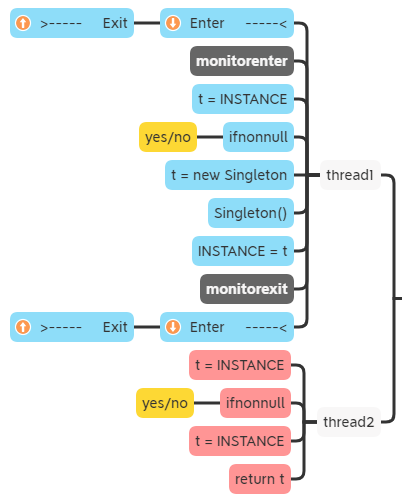 >----- Exit Enter -----<
monitorenter
t = INSTANCE
yes/no ifnonnull
t = new Singleton
thread1
Singleton()
INSTANCE = t
monitorexit
>----- Exit Enter -----<
t = INSTANCE
yes/no ifnonnull
thread2
t = INSTANCE
return t